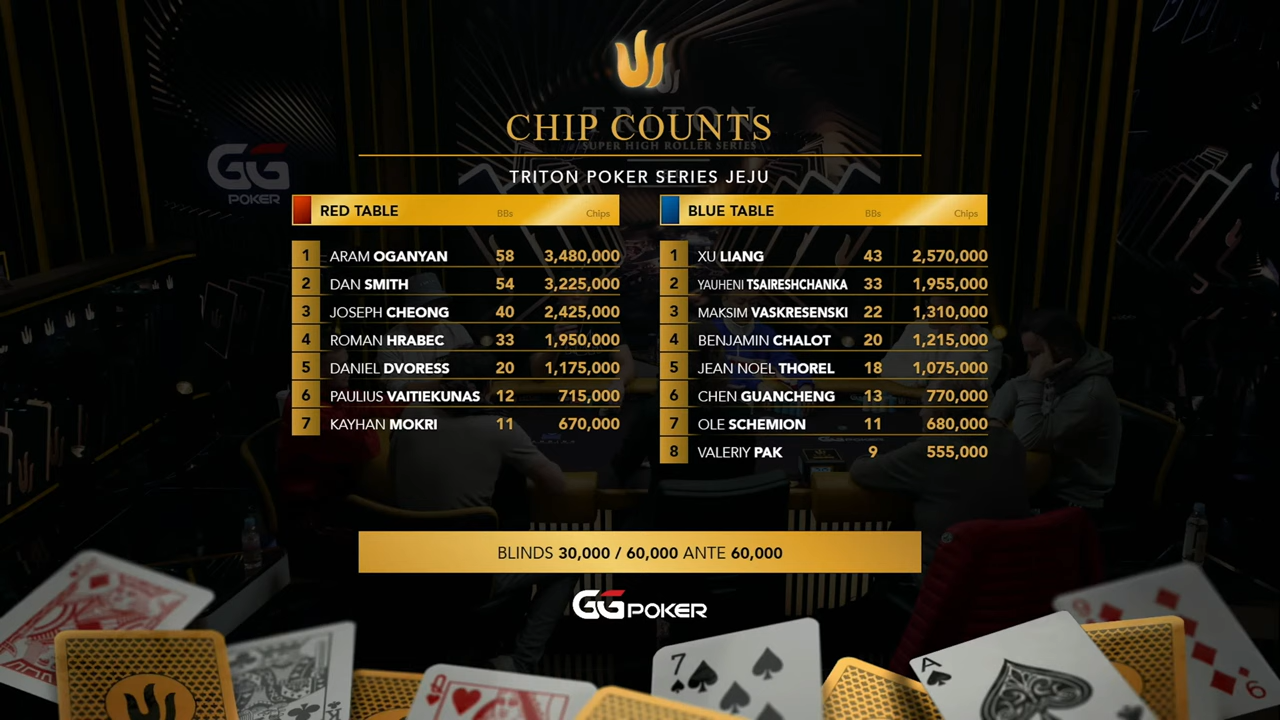 TRITON
CHIP COUNTS
SUPER HIGH ROLLER SERIES
GG
POKER
TRITON POKER SERIES JEJU
RED TABLE BBs Chips
1 ARAM OGANYAN 58 3,480,000
2 DAN SMITH 54 3,225,000
3 JOSEPH CHEONG 40 2,425,000
4 ROMAN HRABEC 33 1,950,000
5 DANIEL DVORESS 20 1,175,000
6 PAULIUS VAITIEKUNAS 12 715,000
7 KAYHAN MOKRI 11 670,000
BLUE TABLE BBs Chips
1 XU LIANG 43 2,570,000
2 YAUHENI TSAIRESHCHANKA 33 1,955,000
3 MAKSIM VASKRESENSKI 22 1,310,000
4 BENJAMIN CHALOT 20 1,215,000
5 JEAN NOEL THOREL 18 1,075,000
6 CHEN GUANCHENG 13 770,000
7 OLE SCHEMION 11 680,000
8 VALERIY PAK 9 555,000
BLINDS 30,000 / 60,000 ANTE 60,000
GGPOKER
7
A
9